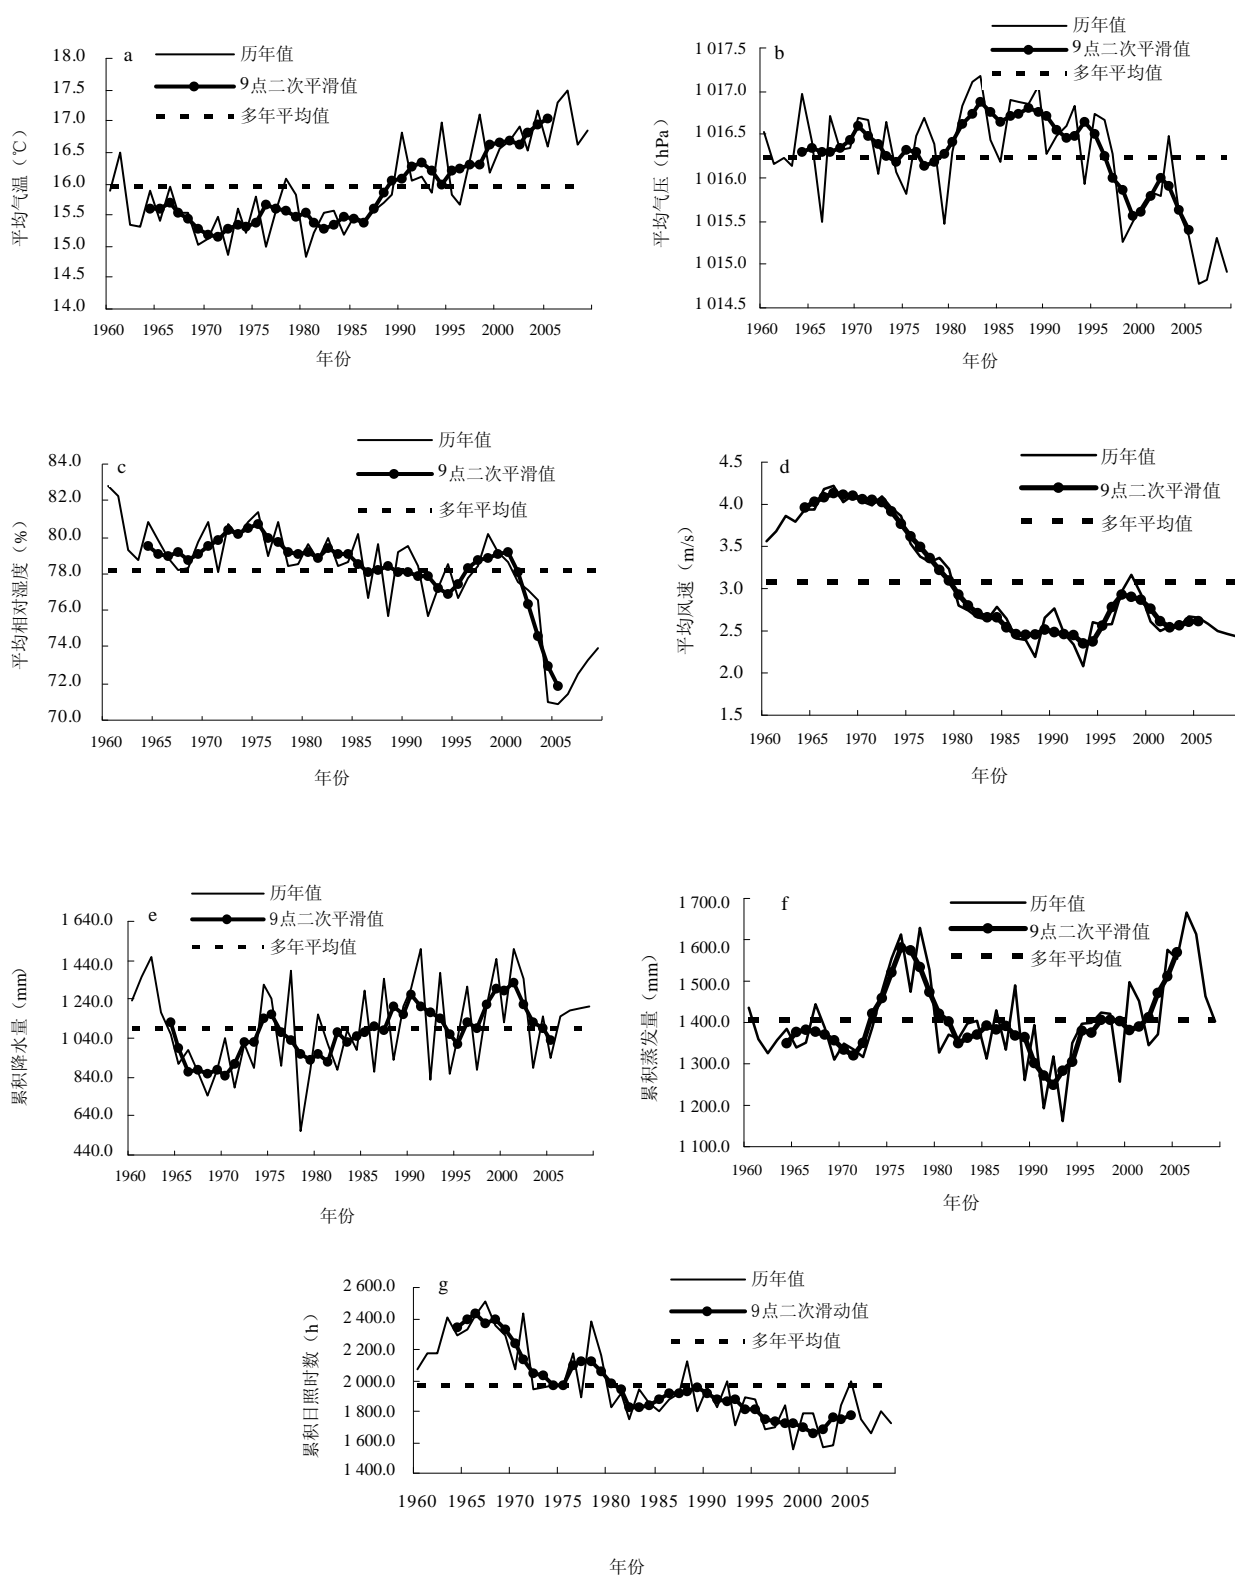 a
历年值
9点二次平滑值
多年平均值
18.0
17.5
17.0
16.5
16.0
15.5
15.0
14.5
14.0
平均气温（℃）
1960 1965 1970 1975 1980 1985 1990 1995 2000 2005
年份
b
历年值
9点二次平滑值
多年平均值
1 017.5
1 017.0
1 016.5
1 016.0
1 015.5
1 015.0
1 014.5
平均气压（hPa）
1960 1965 1970 1975 1980 1985 1990 1995 2000 2005
年份
c
历年值
9点二次平滑值
多年平均值
84.0
82.0
80.0
78.0
76.0
74.0
72.0
70.0
平均相对湿度（%）
1960 1965 1970 1975 1980 1985 1990 1995 2000 2005
年份
d
历年值
9点二次平滑值
多年平均值
4.5
4.0
3.5
3.0
2.5
2.0
1.5
平均风速（m/s）
1960 1965 1970 1975 1980 1985 1990 1995 2000 2005
年份
e
历年值
9点二次平滑值
多年平均值
1 640.0
1 440.0
1 240.0
1 040.0
840.0
640.0
440.0
累积降水量（mm）
1960 1965 1970 1975 1980 1985 1990 1995 2000 2005
年份
f
历年值
9点二次平滑值
多年平均值
1 700.0
1 600.0
1 500.0
1 400.0
1 300.0
1 200.0
1 100.0
累积蒸发量（mm）
1960 1965 1970 1975 1980 1985 1990 1995 2000 2005
年份
g
历年值
9点二次滑动值
多年平均值
2 600.0
2 400.0
2 200.0
2 000.0
1 800.0
1 600.0
1 400.0
累积日照时数（h）
1960 1965 1970 1975 1980 1985 1990 1995 2000 2005
年份